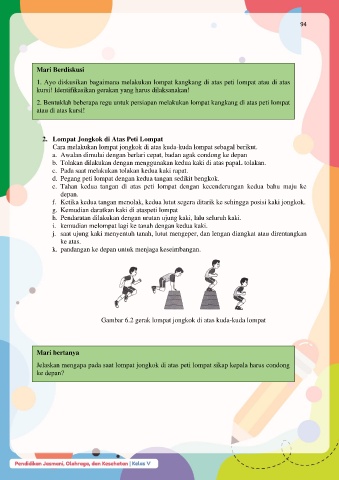 94
Mari Berdiskusi
1. Ayo diskusikan bagaimana melakukan lompat kangkang di atas peti lompat atau di atas
kursi! Identifikasikan gerakan yang harus dilaksanakan!
2. Bentuklah beberapa regu untuk persiapan melakukan lompat kangkang di atas peti lompat
atau di atas kursi!
2. Lompat Jongkok di Atas Peti Lompat
Cara melakukan lompat jongkok di atas kuda-kuda lompat sebagai berikut.
a. Awalan dimulai dengan berlari cepat, badan agak condong ke depan
b. Tolakan dilakukan dengan menggunakan kedua kaki di atas papan tolakan.
c. Pada saat melakukan tolakan kedua kaki rapat.
d. Pegang peti lompat dengan kedua tangan sedikit bengkok.
e. Tahan kedua tangan di atas peti lompat dengan kecenderungan kedua bahu maju ke
depan.
f. Ketika kedua tangan menolak, kedua lutut segera ditarik ke sehingga posisi kaki jongkok.
g. Kemudian daratkan kaki di ataspeti lompat
h. Pendaratan dilakukan dengan urutan ujung kaki, lalu seluruh kaki.
i. kemudian melompat lagi ke tanah dengan kedua kaki.
j. saat ujung kaki menyentuh tanah, lutut mengeper, dan lengan diangkat atau direntangkan
ke atas.
k. pandangan ke depan untuk menjaga keseimbangan.
Gambar 6.2 gerak lompat jongkok di atas kuda-kuda lompat
Mari bertanya
Jelaskan mengapa pada saat lompat jongkok di atas peti lompat sikap kepala harus condong
ke depan?
Pendidikan Jasmani, Olahraga, dan Kesehatan | Kelas V